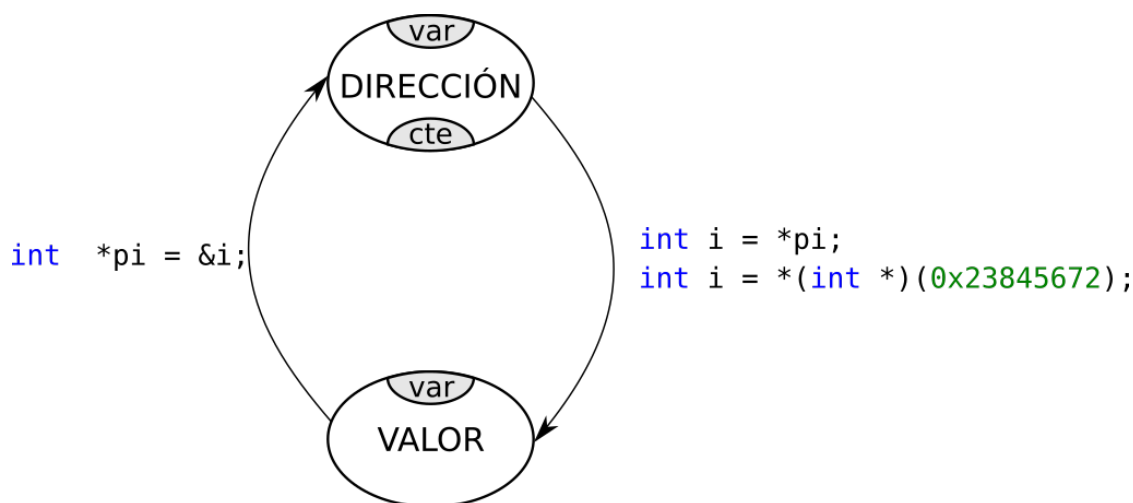 var
DIRECCIÓN
cte
int  *pi = &i;
int i = *pi;
int i = *(int *)(0x23845672);
var
VALOR